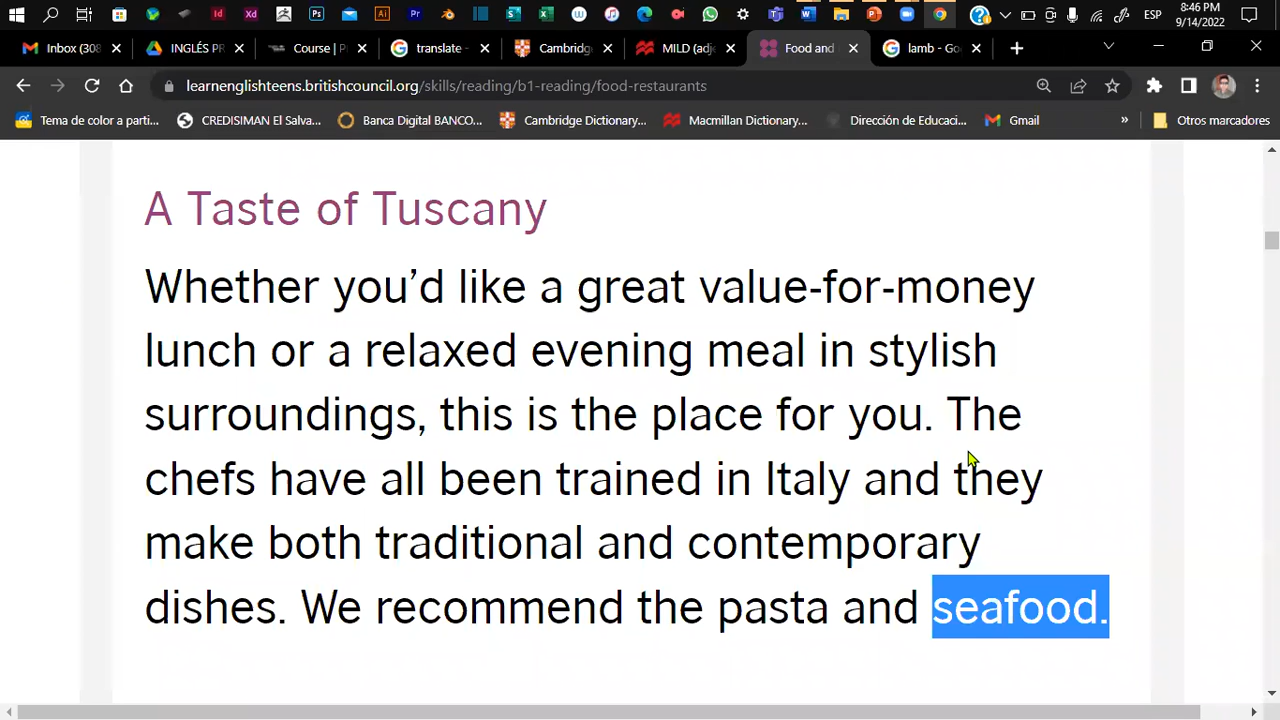 8:46 PM
ESP
9/14/2022
Inbox (308
INGLÉS PR
Course | P
translate -
Cambridg
MILD (adje
Food and
lamb - Go
learnenglishteens.britishcouncil.org/skills/reading/b1-reading/food-restaurants
Tema de color a parti...
CREDISIMAN El Salva...
Banca Digital BANCO...
Cambridge Dictionary...
Macmillan Dictionary...
Dirección de Educaci...
Gmail
»
Otros marcadores
A Taste of Tuscany
Whether you’d like a great value-for-money
lunch or a relaxed evening meal in stylish
surroundings, this is the place for you. The
chefs have all been trained in Italy and they
make both traditional and contemporary
dishes. We recommend the pasta and seafood.